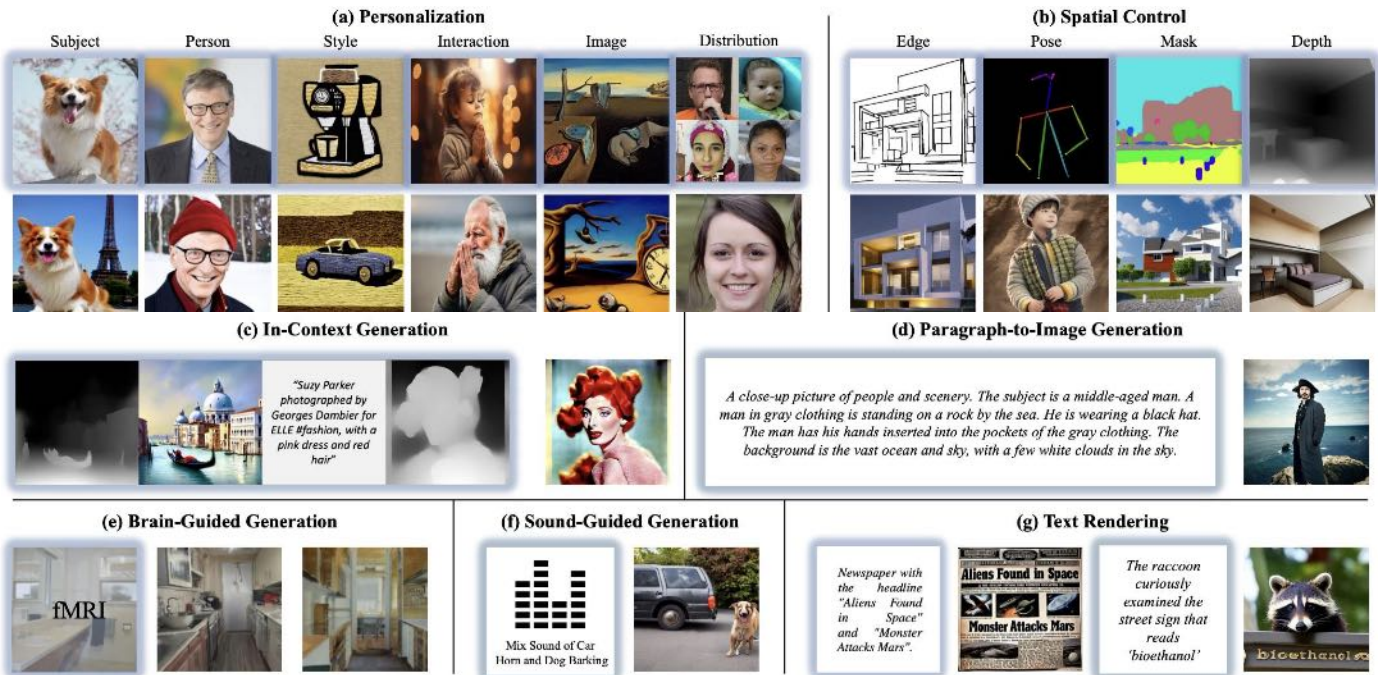 (a) Personalization
Subject Person Style Interaction Image Distribution
(b) Spatial Control
Edge Pose Mask Depth
(c) In-Context Generation
"Suzy Parker
photographed by
Georges Dambier for
ELLE #fashion, with a
pink dress and red
hair"
(d) Paragraph-to-Image Generation
A close-up picture of people and scenery. The subject is a middle-aged man. A
man in gray clothing is standing on a rock by the sea. He is wearing a black hat.
The man has his hands inserted into the pockets of the gray clothing. The
background is the vast ocean and sky, with a few white clouds in the sky.
(e) Brain-Guided Generation
fMRI
(f) Sound-Guided Generation
Mix Sound of Car
Horn and Dog Barking
(g) Text Rendering
Newspaper with
the headline
"Aliens Found
in Space"
and "Monster
Attacks Mars".
Aliens Found in Space
Monster Attacks Mars
The raccoon
curiously
examined the
street sign that
reads
'bioethanol'
bioethanol